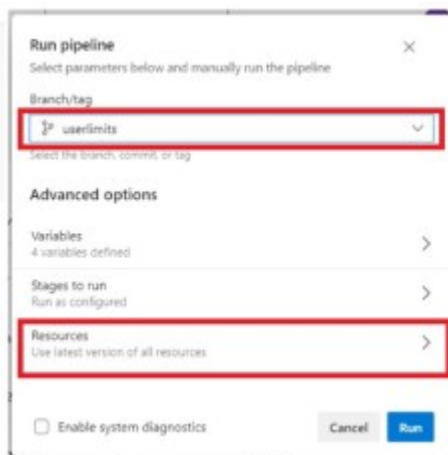 Run pipeline
Select parameters below and manually run the pipeline
Branch/tag
userlimits
Select the branch, commit, or tag
Advanced options
Variables
4 variables defined
Stages to run
Run as configured
Resources
Use latest version of all resources
Enable system diagnostics
Cancel
Run